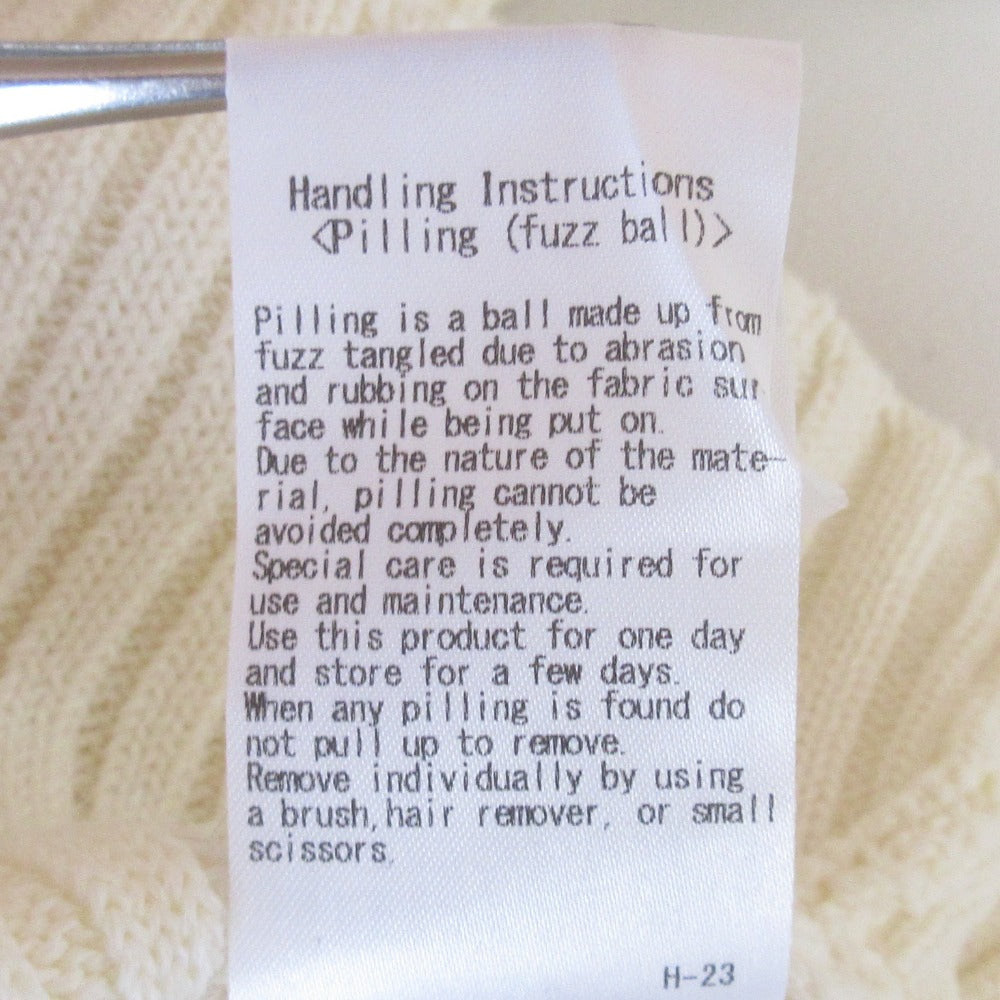 Handling Instructions
<Pilling (fuzz ball)>
Pilling is a ball made up from
fuzz tangled due to abrasion
and rubbing on the fabric sur
face while being put on.
Due to the nature of the mate-
rial, pilling cannot be
avoided completely.
Special care is required for
use and maintenance.
Use this product for one day
and store for a few days.
When any pilling is found do
not pull up to remove.
Remove individually by using
a brush,hair remover, or small
scissors.
H-23